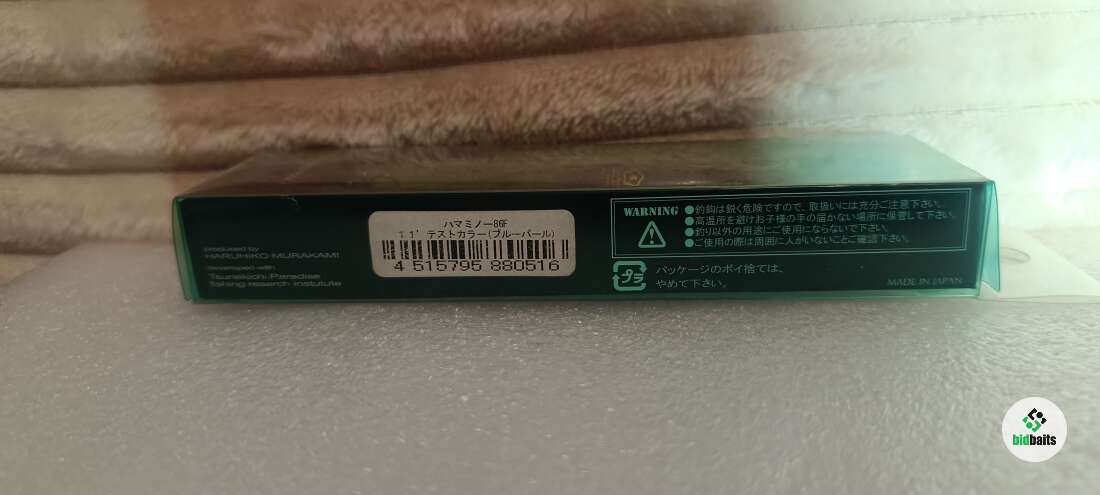 produced by
HARUHIKO MURAKAMI
developed with
Tsunekichi Paradise
fishing reserch instutute
ハマミノー86F
11’テストカラー(ブルーパール)
4 515795 880516
WARNING
●釣鈎は鋭く危険ですので、取扱いには充分ご注意下さい。
●高温所を避けお子様の手の届かない場所に保管して下さい。
●釣り以外の用途にご使用にならないで下さい。
●ご使用の際は周囲に人がいないことご確認下さい。
プラ
パッケージのポイ捨ては、
やめて下さい。
MADE IN JAPAN
bidbaits